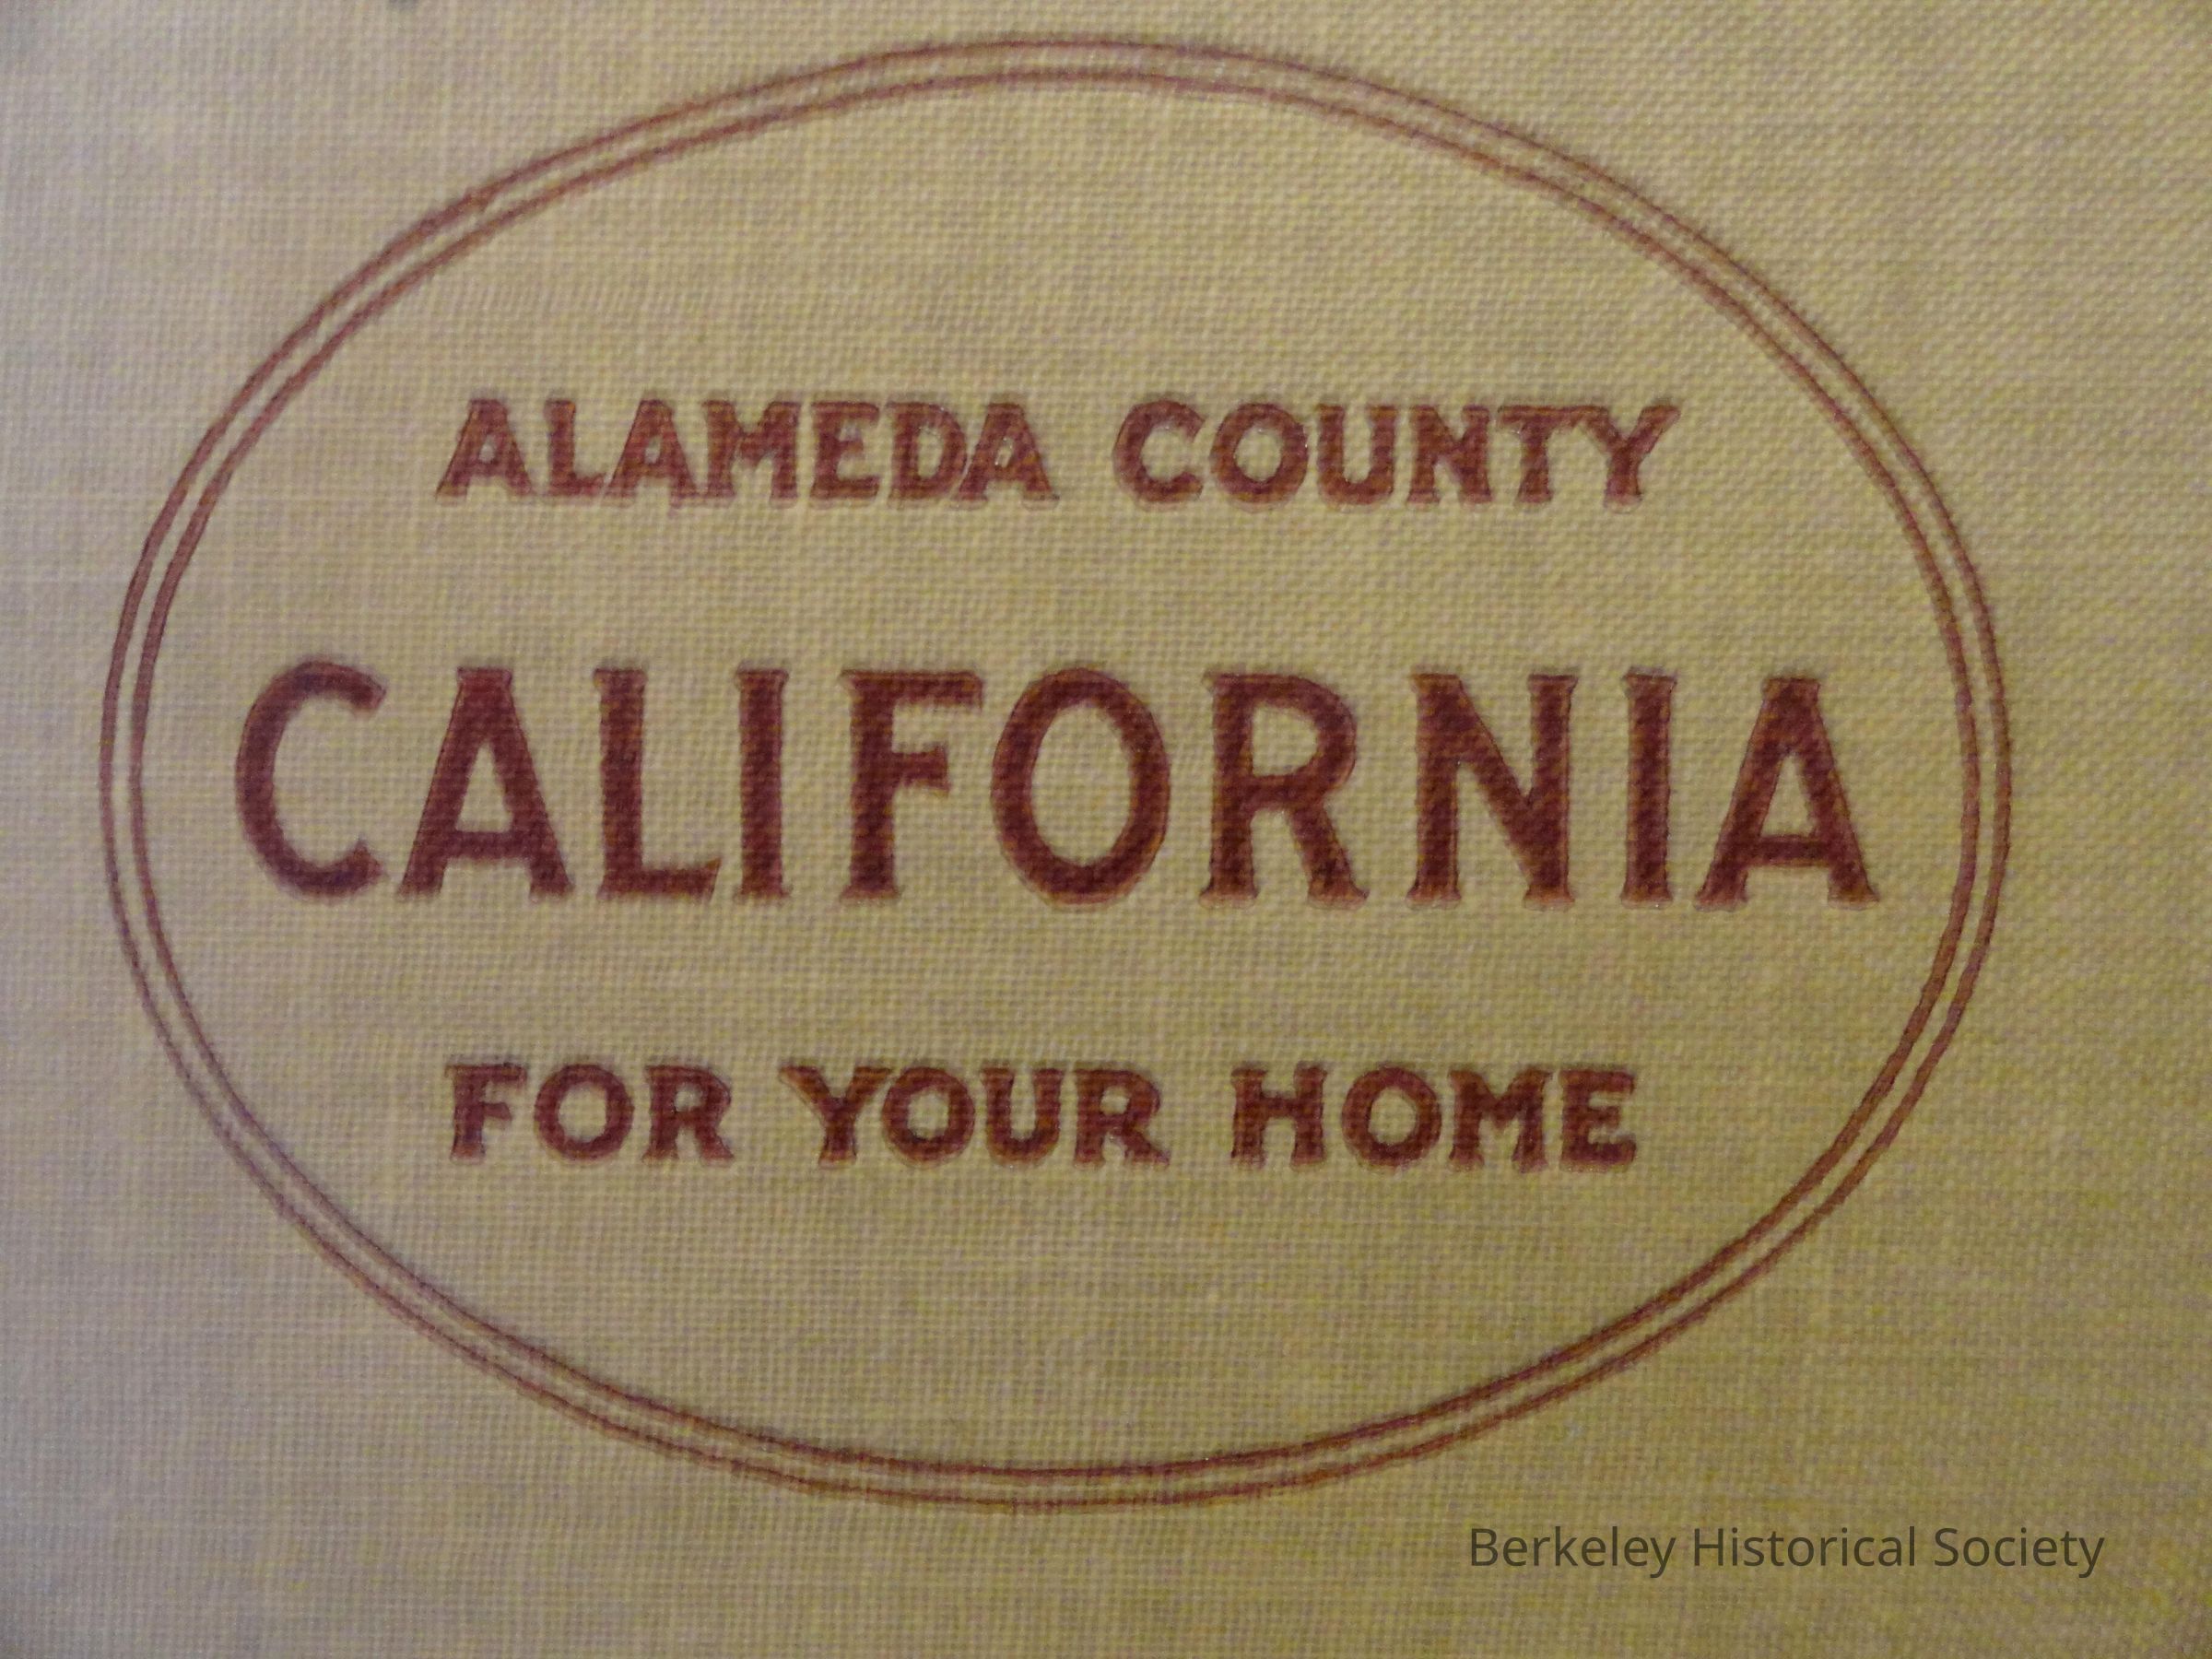 ALAMEDA COUNTY
CALIFORNIA
FOR YOUR HOME
Berkeley Historical Society